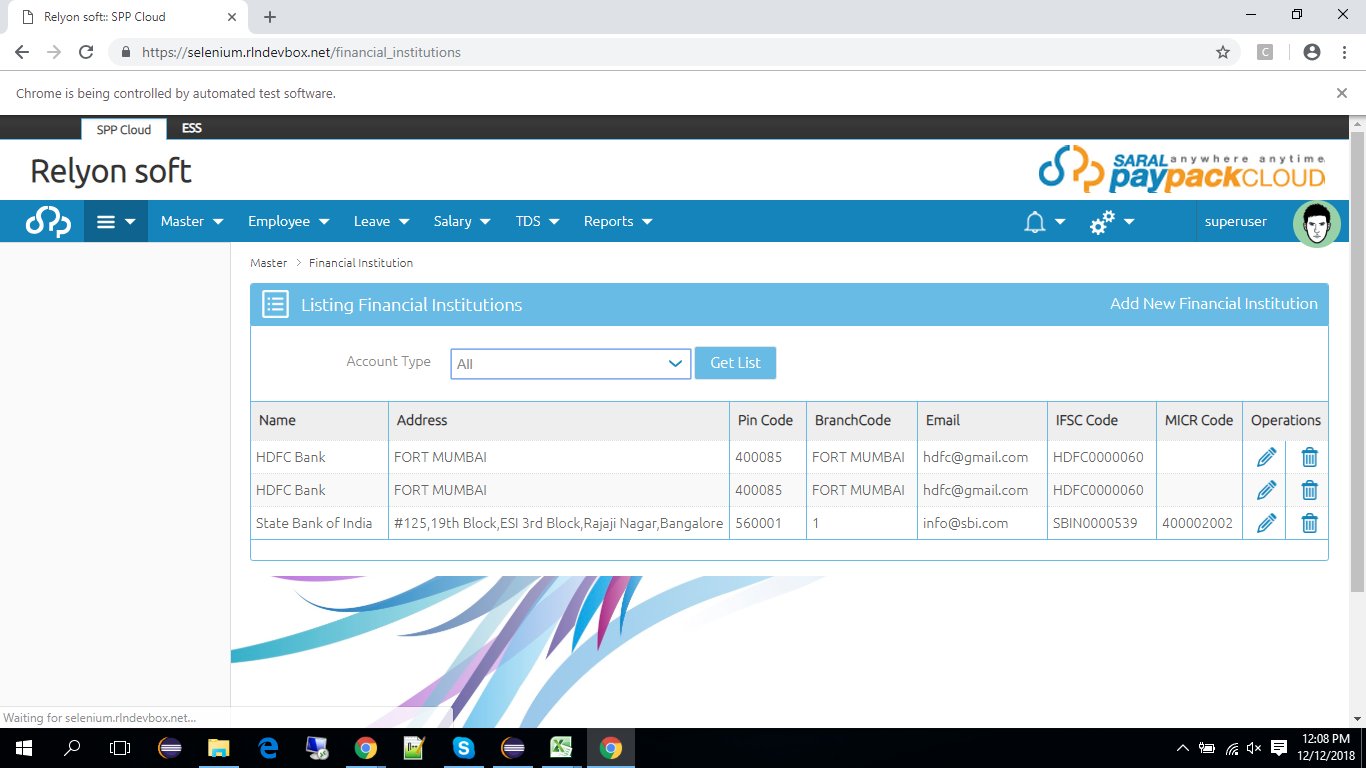 Relyon soft:: SPP Cloud
https://selenium.rlndevbox.net/financial_institutions
C
Chrome is being controlled by automated test software.
SPP Cloud ESS
Relyon soft
SARAL anywhere anytime
paypackCLOUD
Master Employee Leave Salary TDS Reports superuser
Master > Financial Institution
Listing Financial Institutions Add New Financial Institution
Account Type All Get List
Name Address Pin Code BranchCode Email IFSC Code MICR Code Operations
HDFC Bank FORT MUMBAI 400085 FORT MUMBAI hdfc@gmail.com HDFC0000060
HDFC Bank FORT MUMBAI 400085 FORT MUMBAI hdfc@gmail.com HDFC0000060
State Bank of India #125,19th Block,ESI 3rd Block,Rajaji Nagar,Bangalore 560001 1 info@sbi.com SBIN0000539 400002002
Waiting for selenium.rlndevbox.net...
12:08 PM
12/12/2018